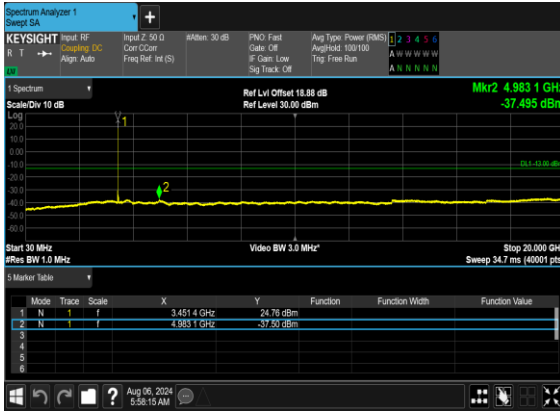 Spectrum Analyzer 1
Swept SA
+
KEYSIGHT Input: RF Input Z: 50 Ω #Atten: 30 dB PNO: Fast Avg Type: Power (RMS) 1 2 3 4 5 6
R T Coupling: DC Corr CCorr Gate: Off Avg|Hold: 100/100 A W W W W W
Align: Auto Freq Ref: Int (S) IF Gain: Low Trig: Free Run
Sig Track: Off A N N N N N
1 Spectrum Ref Lvl Offset 18.88 dB Mkr2 4.983 1 GHz
Scale/Div 10 dB Ref Level 30.00 dBm -37.495 dBm
Log
20.0
10.0
0.00
-10.0
-20.0
-30.0
-40.0
-50.0
-60.0
1
DL1 -13.00 dBm
2
Start 30 MHz Video BW 3.0 MHz* Stop 20.000 GH
#Res BW 1.0 MHz Sweep 34.7 ms (40001 pts
5 Marker Table
Mode Trace Scale X Y Function Function Width Function Value
1 N 1 f 3.451 4 GHz 24.76 dBm
2 N 1 f 4.983 1 GHz -37.50 dBm
3
4
5
6
? Aug 06, 2024
5:58:15 AM